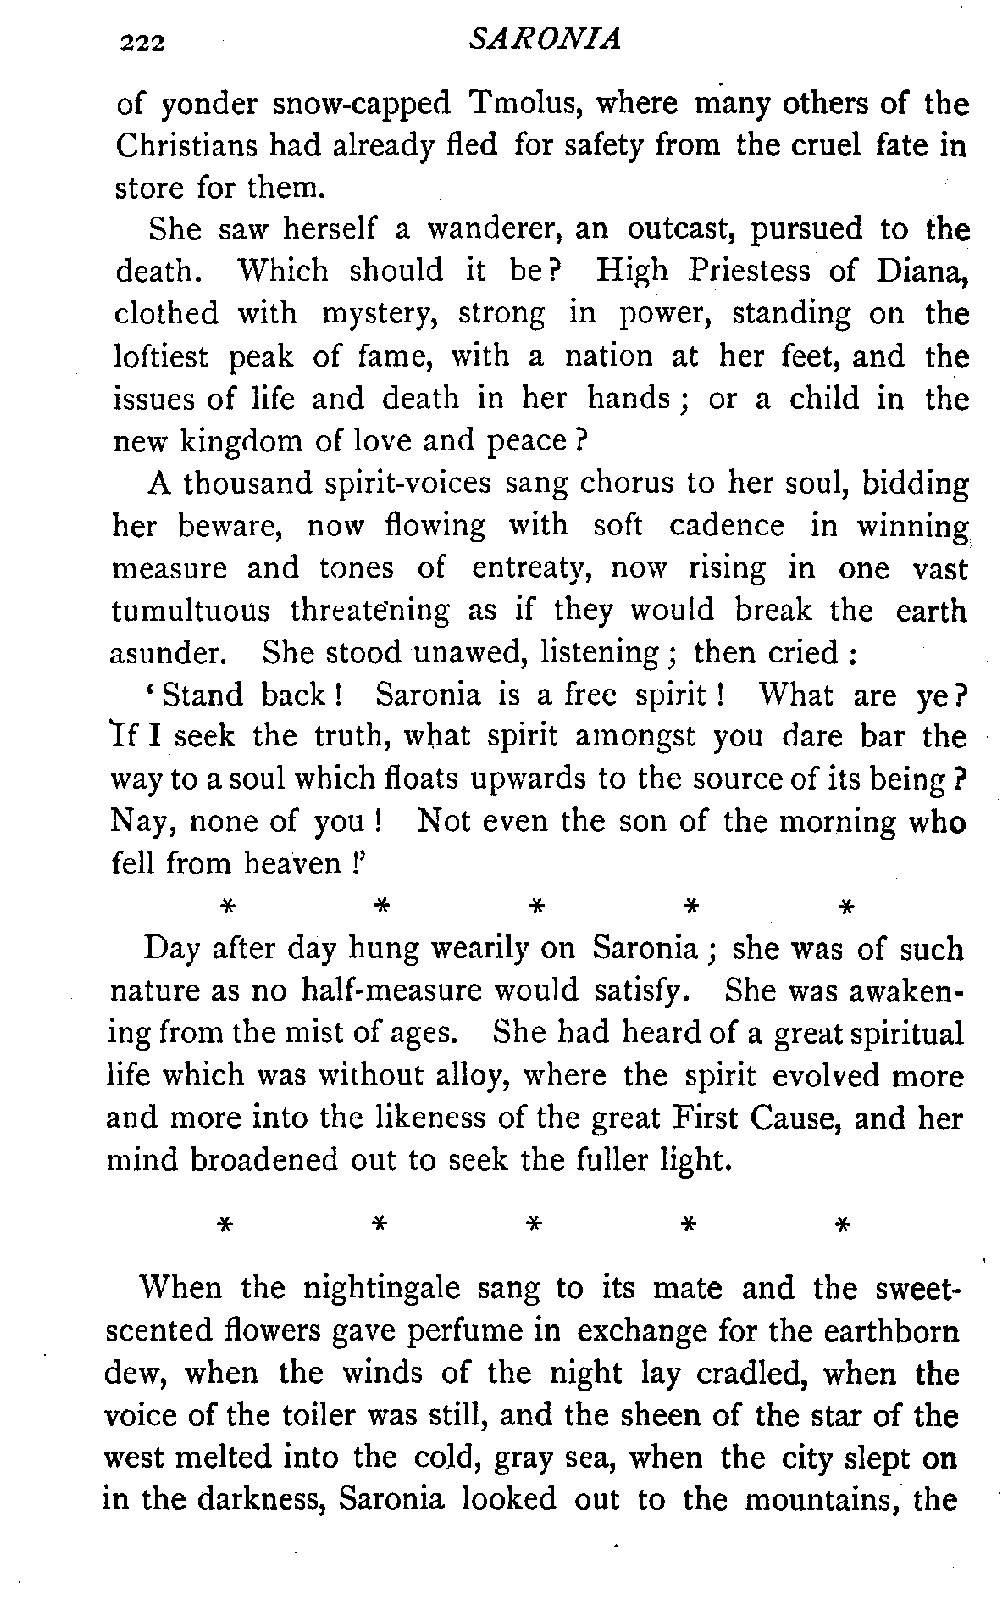 222 SARONIA
of yonder snow-capped Tmolus, where many others of the
Christians had already fled for safety from the cruel fate in
store for them.
She saw herself a wanderer, an outcast, pursued to the
death. Which should it be? High Priestess of Diana,
clothed with mystery, strong in power, standing on the
loftiest peak of fame, with a nation at her feet, and the
issues of life and death in her hands ; or a child in the
new kingdom of love and peace ?
A thousand spirit-voices sang chorus to her soul, bidding
her beware, now flowing with soft cadence in winning
measure and tones of entreaty, now rising in one vast
tumultuous threatening as if they would break the earth
asunder. She stood unawed, listening ; then cried :
‘ Stand back ! Saronia is a free spirit ! What are ye?
If I seek the truth, what spirit amongst you dare bar the
way to a soul which floats upwards to the source of its being ?
Nay, none of you ! Not even the son of the morning who
fell from heaven !’
* * * * *
Day after day hung wearily on Saronia ; she was of such
nature as no half-measure would satisfy. She was awaken-
ing from the mist of ages. She had heard of a great spiritual
life which was without alloy, where the spirit evolved more
and more into the likeness of the great First Cause, and her
mind broadened out to seek the fuller light.
* * * * *
When the nightingale sang to its mate and the sweet-
scented flowers gave perfume in exchange for the earthborn
dew, when the winds of the night lay cradled, when the
voice of the toiler was still, and the sheen of the star of the
west melted into the cold, gray sea, when the city slept on
in the darkness, Saronia looked out to the mountains, the